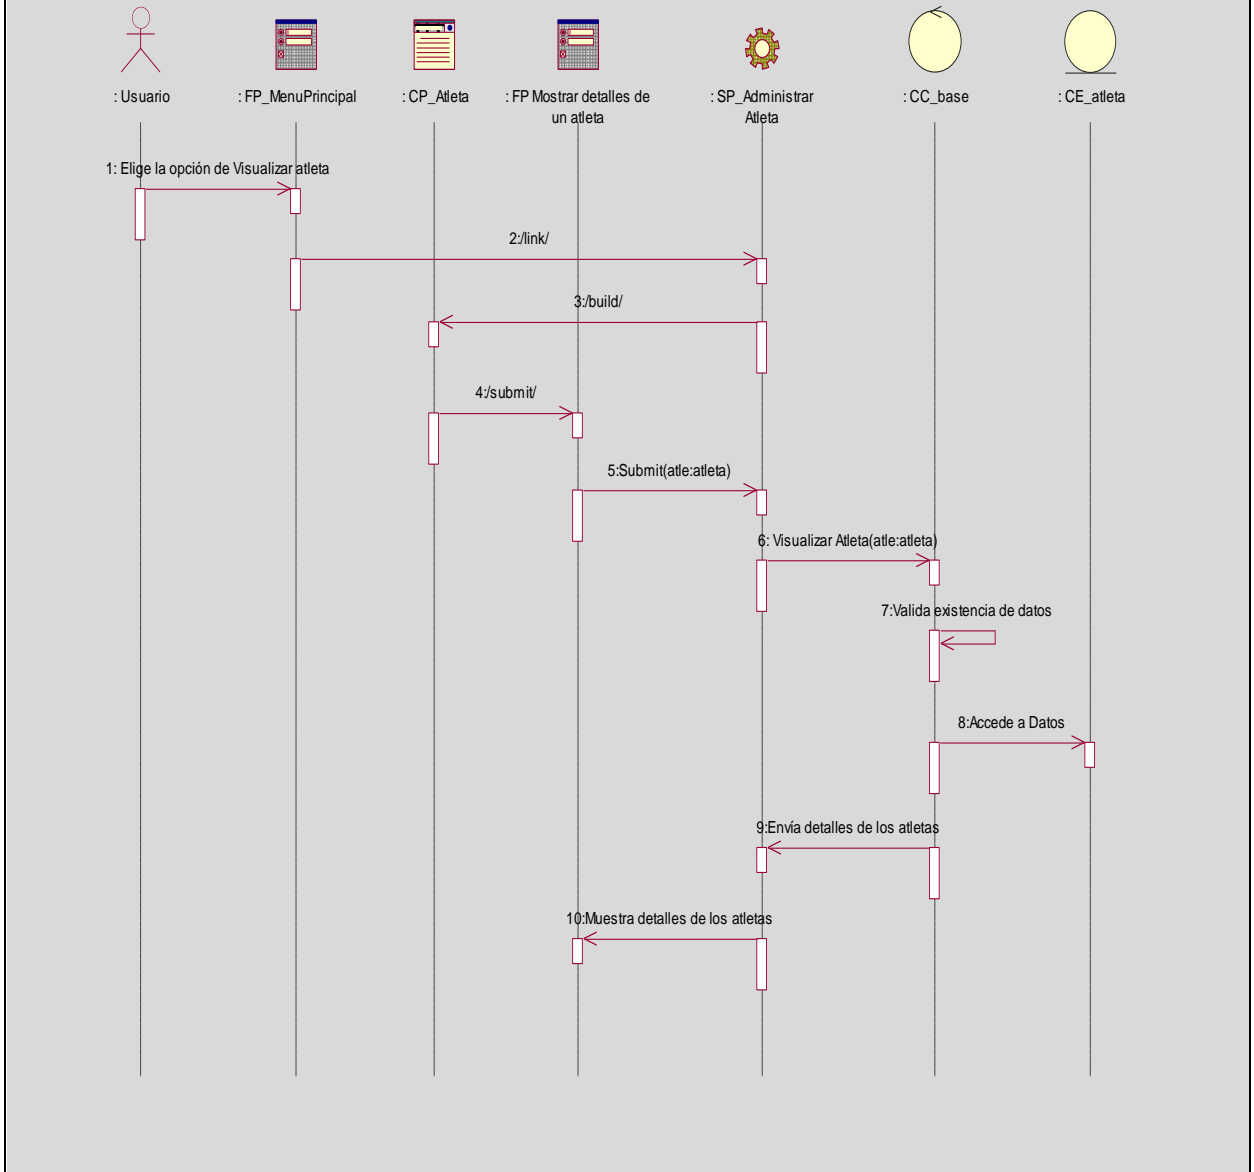 : Usuario
: FP_MenuPrincipal
: CP_Atleta
: FP Mostrar detalles de
un atleta
: SP_Administrar
Atleta
: CC_base
: CE_atleta
1: Elige la opción de Visualizar atleta
2:/link/
3:/build/
4:/submit/
5:Submit(atle:atleta)
6: Visualizar Atleta(atle:atleta)
7:Valida existencia de datos
8:Accede a Datos
9:Envía detalles de los atletas
10:Muestra detalles de los atletas